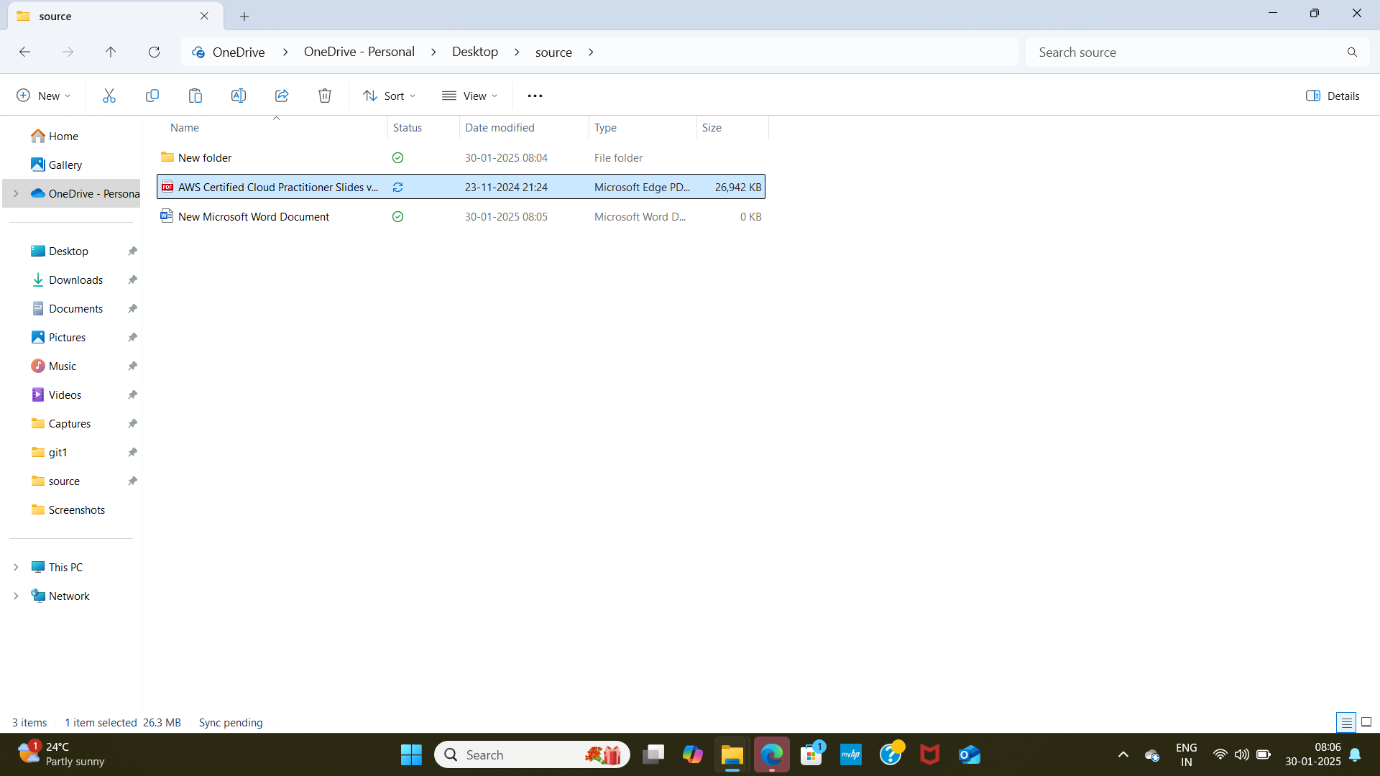 source
OneDrive > OneDrive - Personal > Desktop > source >
Search source
New
Sort
View
Details
Name Status Date modified Type Size
New folder 30-01-2025 08:04 File folder
AWS Certified Cloud Practitioner Slides v... 23-11-2024 21:24 Microsoft Edge PD... 26,942 KB
New Microsoft Word Document 30-01-2025 08:05 Microsoft Word D... 0 KB
Home
Gallery
OneDrive - Persona
Desktop
Downloads
Documents
Pictures
Music
Videos
Captures
git1
source
Screenshots
This PC
Network
3 items 1 item selected 26.3 MB Sync pending
1
24°C
Partly sunny
Search
1
myhp
ENG
IN
08:06
30-01-2025